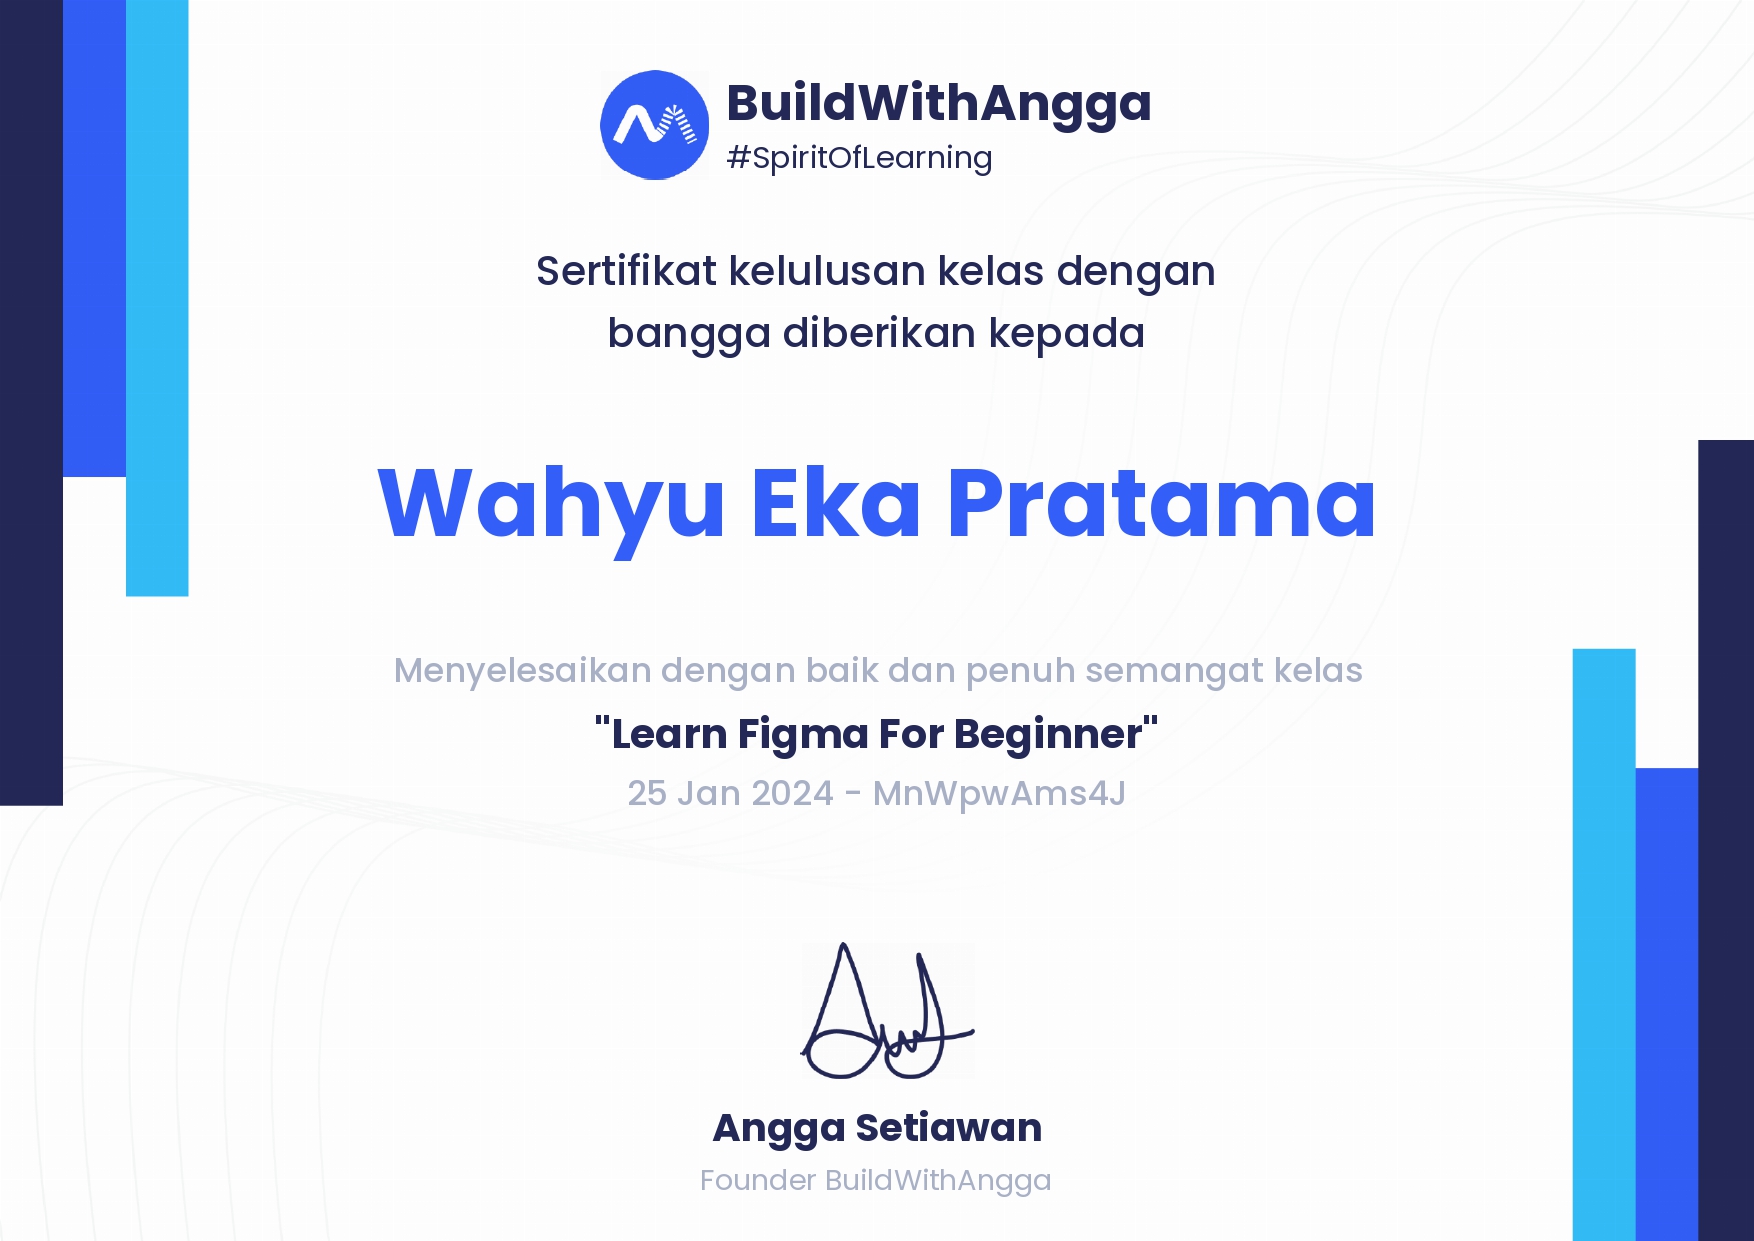 BuildWithAngga
#SpiritOfLearning
Sertifikat kelulusan kelas dengan
bangga diberikan kepada
Wahyu Eka Pratama
Menyelesaikan dengan baik dan penuh semangat kelas
"Learn Figma For Beginner"
25 Jan 2024 - MnWpwAms4J
Angga Setiawan
Founder BuildWithAngga